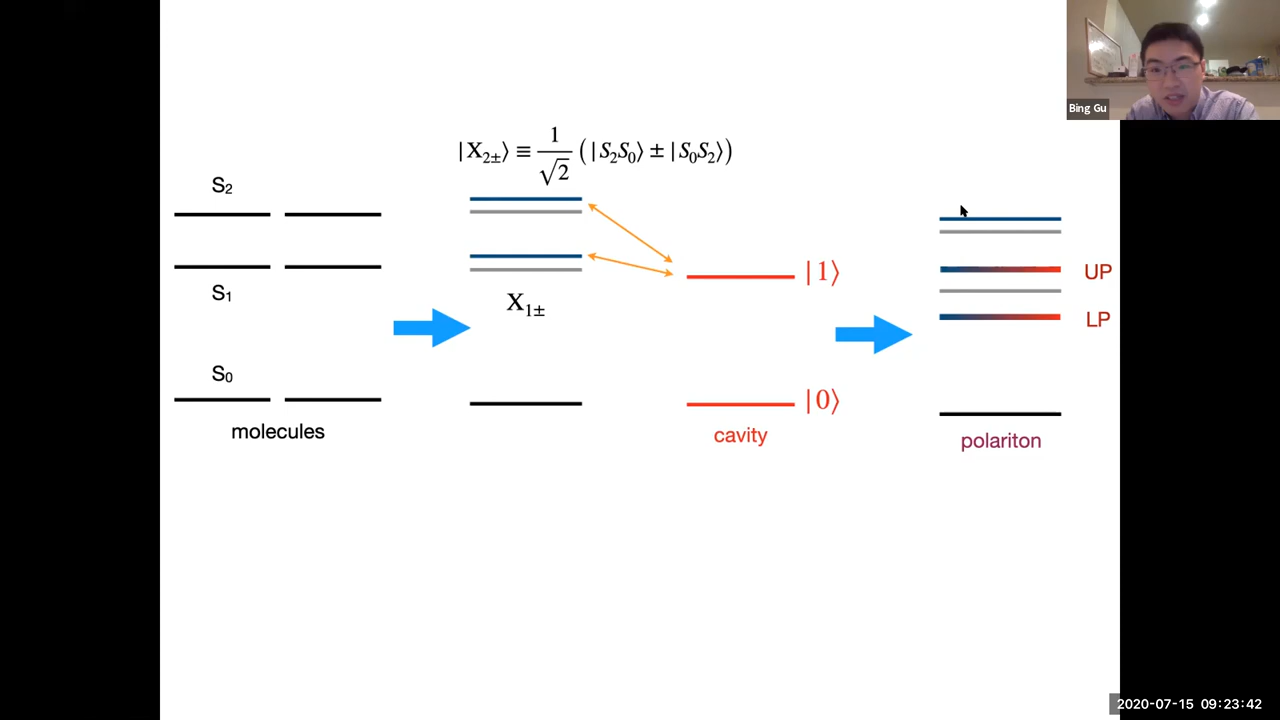 Bing Gu
|X₂±⟩ ≡ 1/√2 (|S₂S₀⟩ ± |S₀S₂⟩)
S₂
S₁
X₁±
|1⟩
UP
LP
S₀
|0⟩
molecules
cavity
polariton
2020-07-15 09:23:42